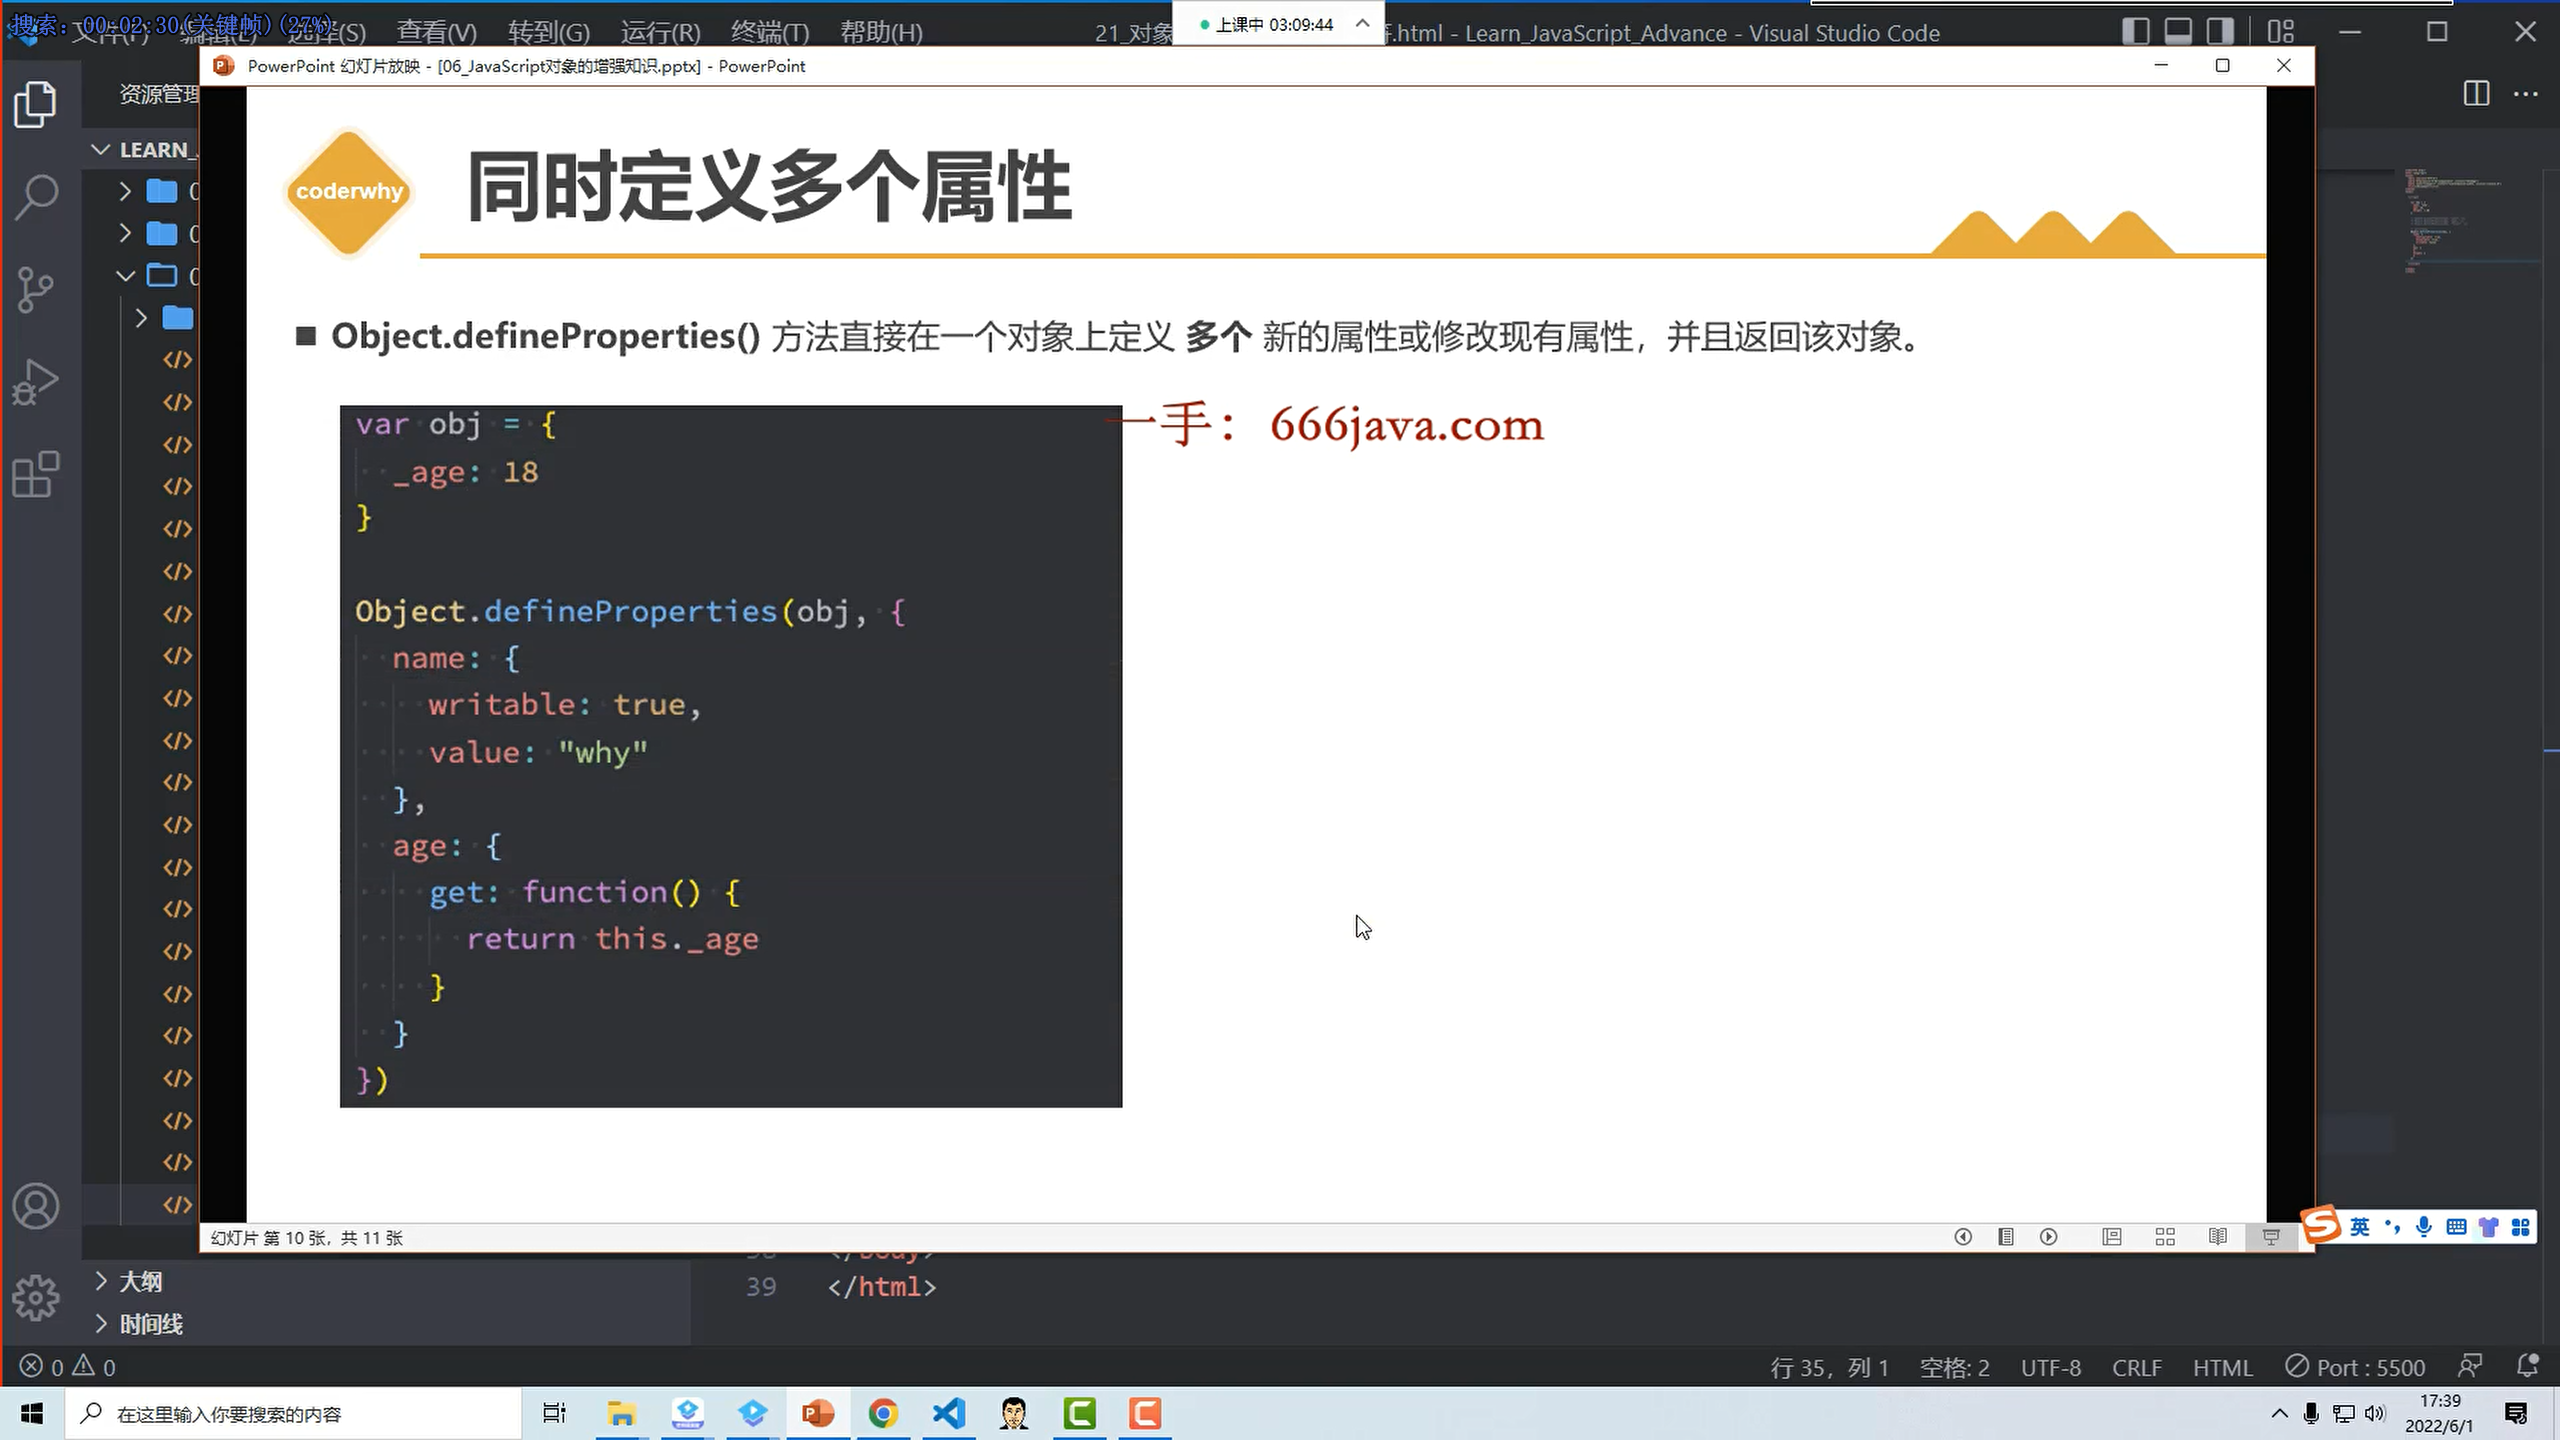 搜索: 00:02:30(关键帧)(27%)
文件(F) 编辑(E) 选择(S) 查看(V) 转到(G) 运行(R) 终端(T) 帮助(H)
21_对象
上课中 03:09:44
.html - Learn_JavaScript_Advance - Visual Studio Code
PowerPoint 幻灯片放映 - [06_JavaScript对象的增强知识.pptx] - PowerPoint
资源管理
LEARN_
coderwhy
同时定义多个属性
■ Object.defineProperties() 方法直接在一个对象上定义 多个 新的属性或修改现有属性，并且返回该对象。
一手： 666java.com
var obj = {
_age: 18
}
Object.defineProperties(obj, {
name: {
writable: true,
value: "why"
},
age: {
get: function() {
return this._age
}
}
})
幻灯片 第 10 张，共 11 张
英
38 </body>
39 </html>
大纲
时间线
0 0
行 35，列 1 空格: 2 UTF-8 CRLF HTML Port : 5500
在这里输入你要搜索的内容
17:39
2022/6/1